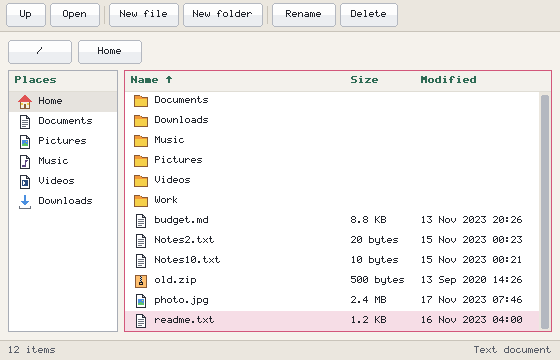 Up Open New file New folder Rename Delete
/ Home
Places
Home
Documents
Pictures
Music
Videos
Downloads
Name ↑ Size Modified
Documents
Downloads
Music
Pictures
Videos
Work
budget.md 8.8 KB 13 Nov 2023 20:26
Notes2.txt 20 bytes 15 Nov 2023 00:23
Notes10.txt 10 bytes 15 Nov 2023 00:21
old.zip 500 bytes 13 Sep 2020 14:26
photo.jpg 2.4 MB 17 Nov 2023 07:46
readme.txt 1.2 KB 16 Nov 2023 04:00
12 items Text document